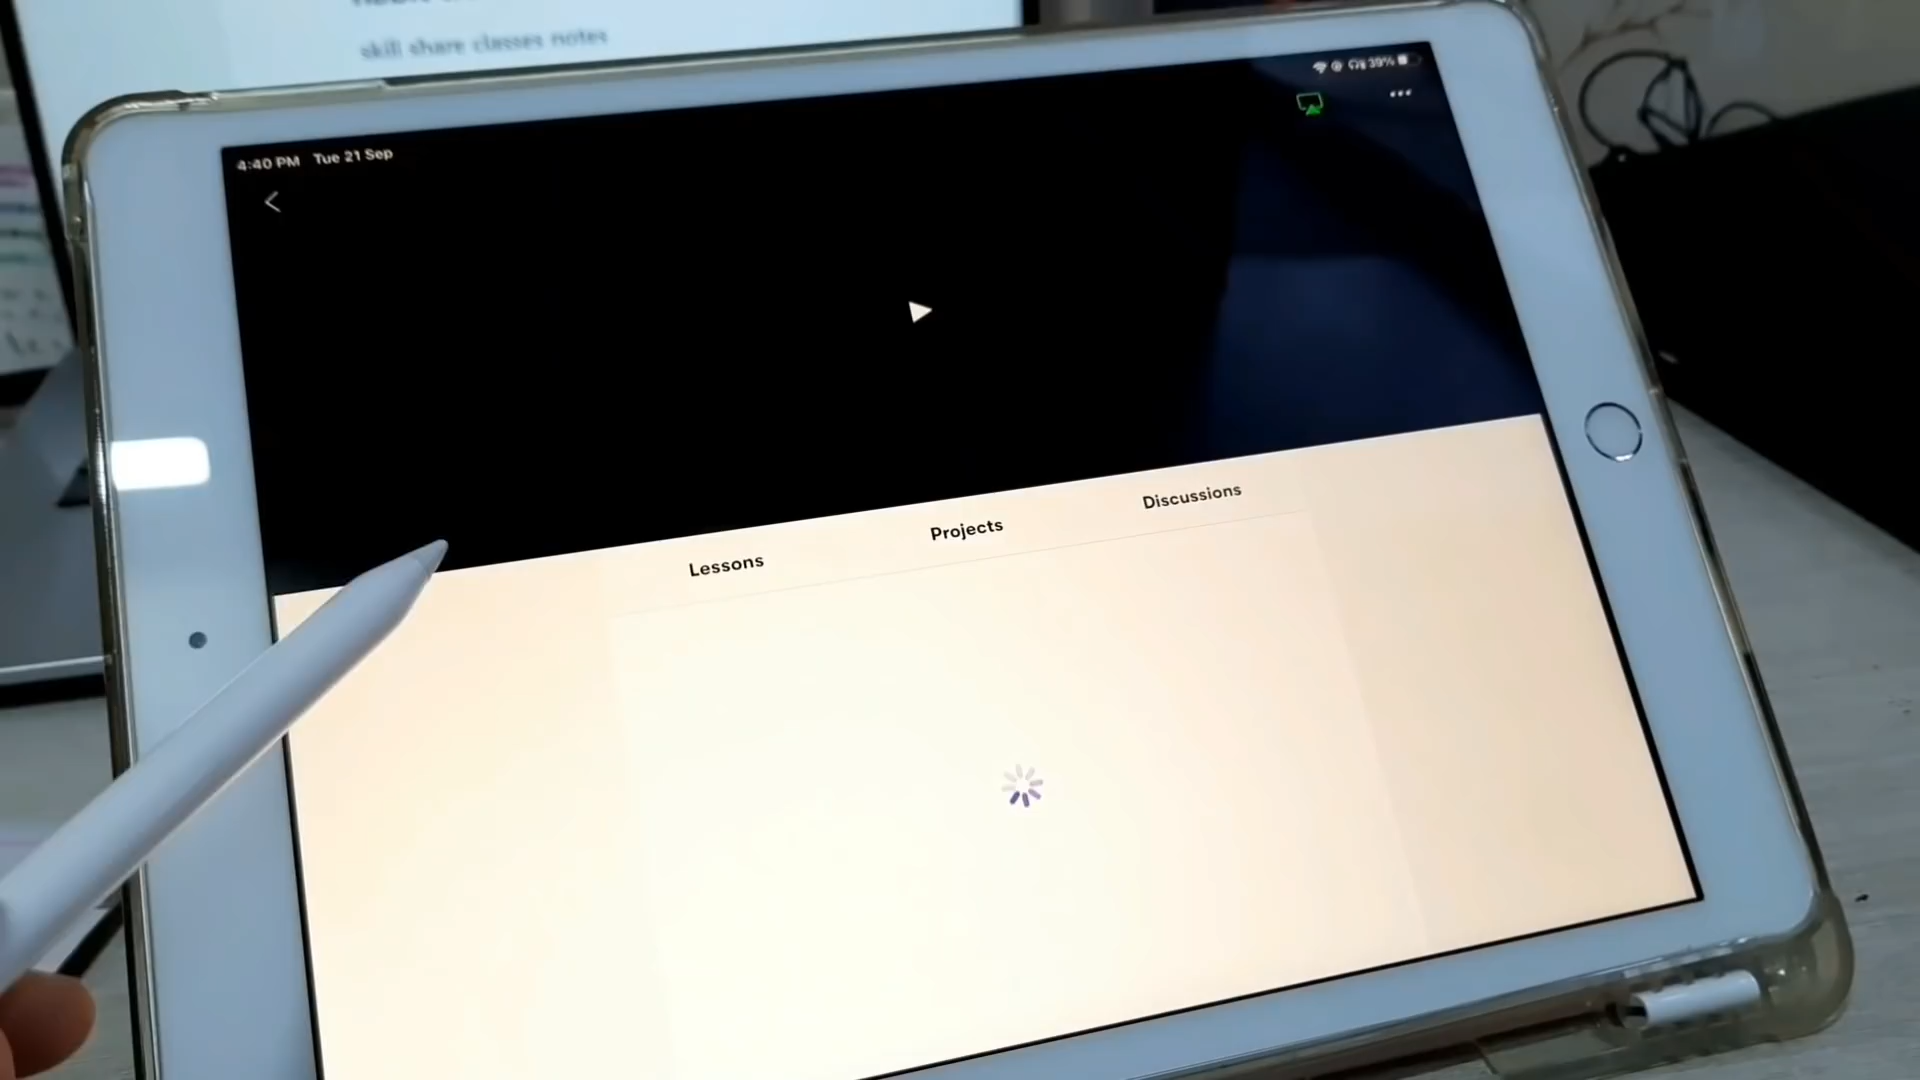 skill share classes notes
4:40 PM Tue 21 Sep
39%
Lessons
Projects
Discussions